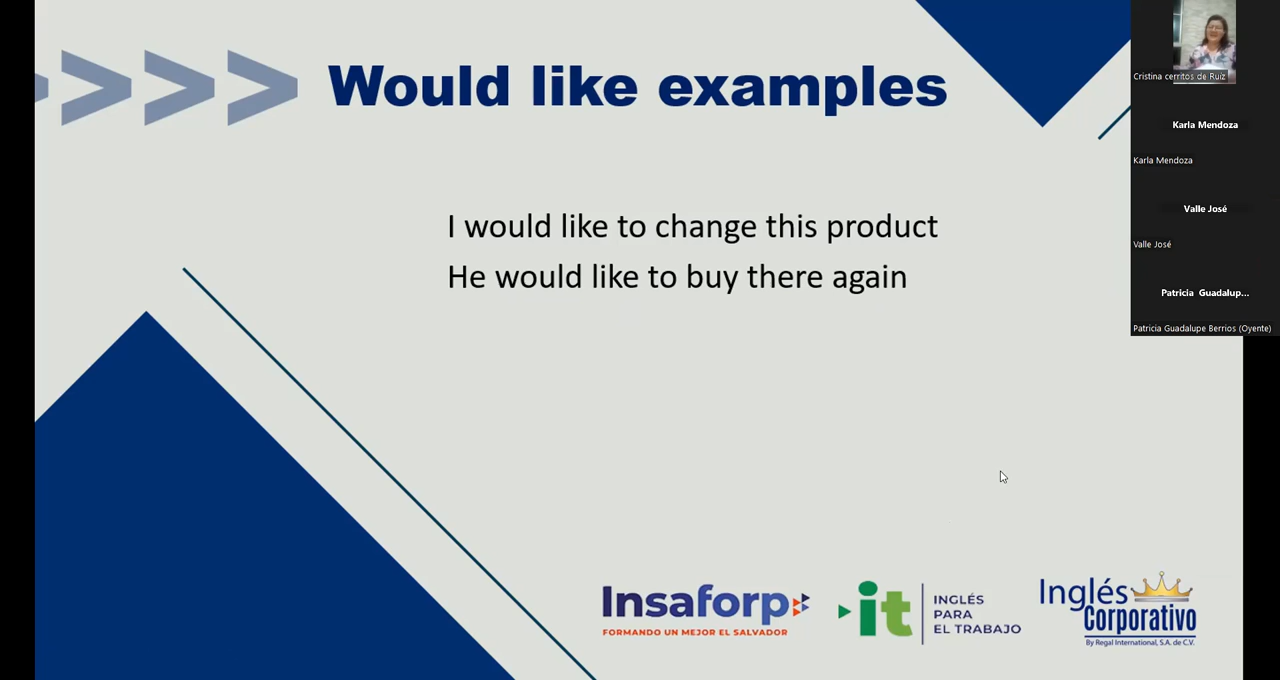 Would like examples
I would like to change this product
He would like to buy there again
Cristina cerritos de Ruiz
Karla Mendoza
Karla Mendoza
Valle José
Valle José
Patricia Guadalup...
Patricia Guadalupe Berrios (Oyente)
Insaforp
FORMANDO UN MEJOR EL SALVADOR
it
INGLÉS
PARA
EL TRABAJO
Inglés
Corporativo
By Regal International, S.A. de C.V.